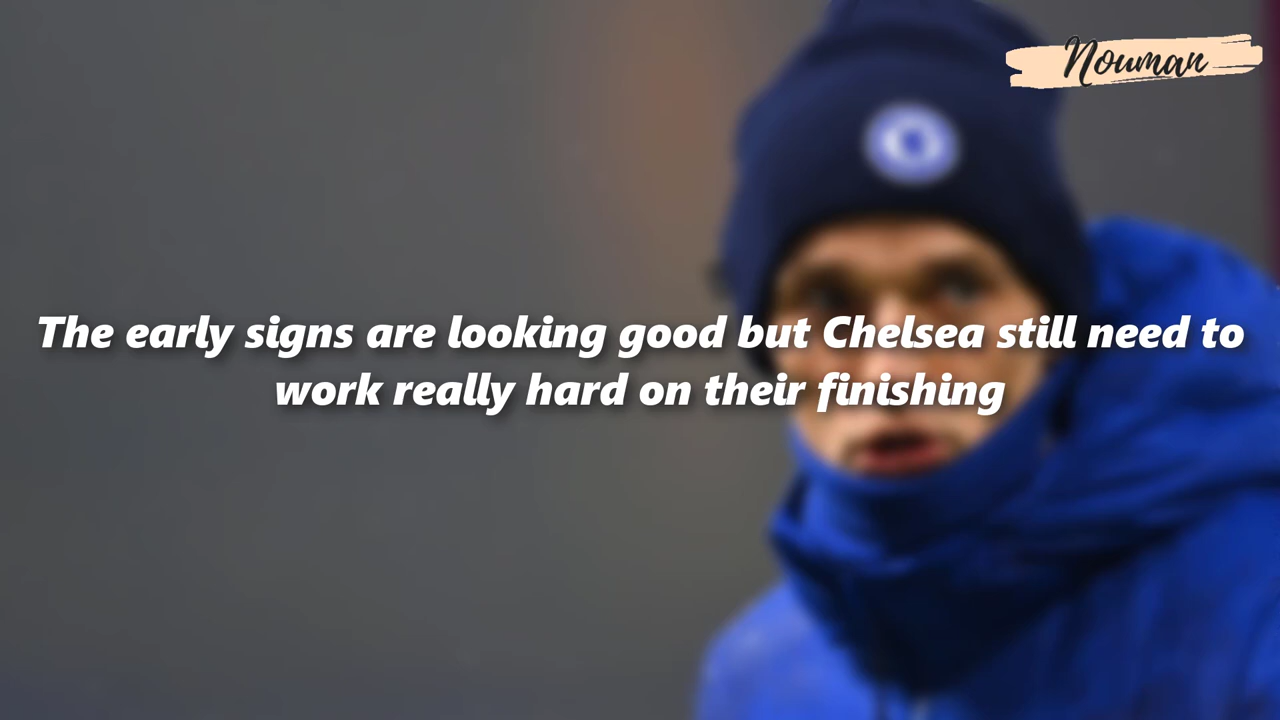 Nouman
The early signs are looking good but Chelsea still need to
work really hard on their finishing